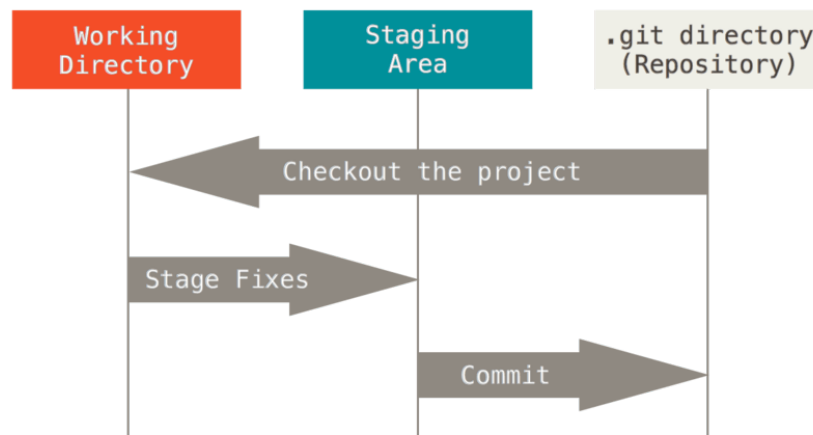 Working
Directory
Staging
Area
.git directory
(Repository)
Checkout the project
Stage Fixes
Commit